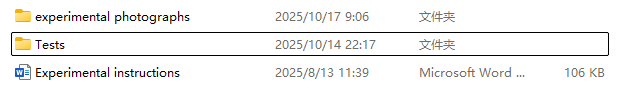 experimental photographs 2025/10/17 9:06 文件夹
Tests 2025/10/14 22:17 文件夹
Experimental instructions 2025/8/13 11:39 Microsoft Word ... 106 KB